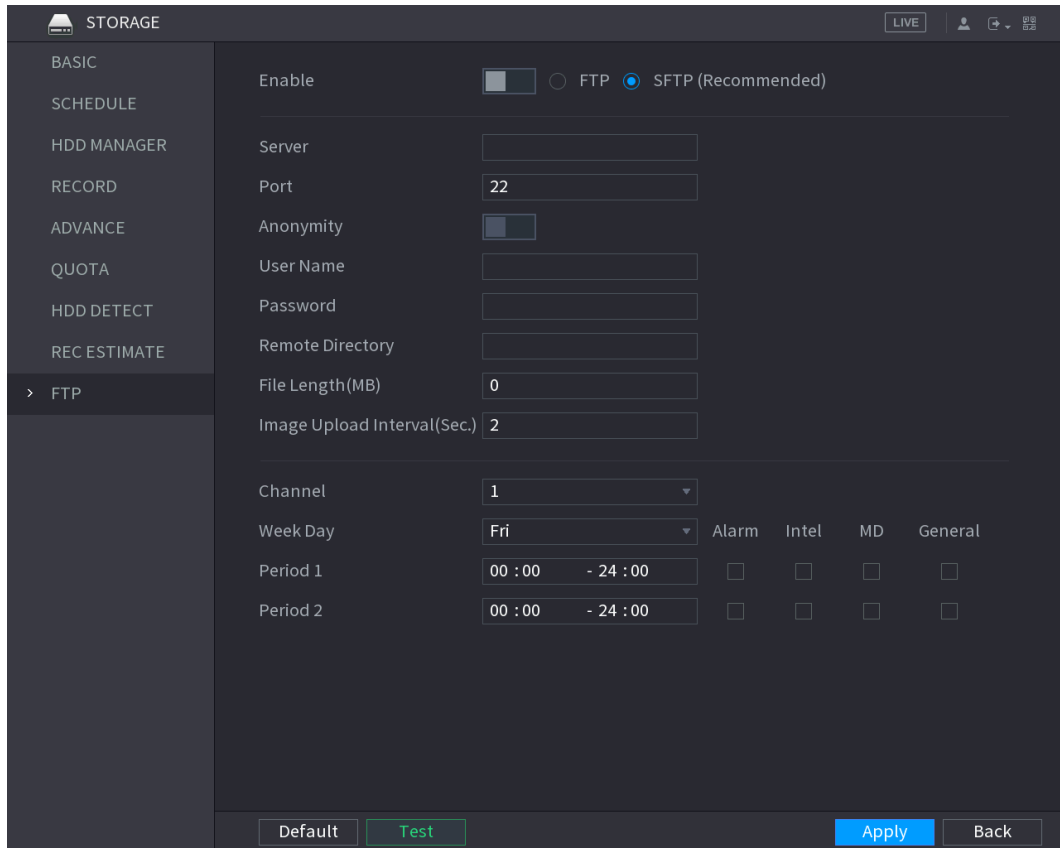 STORAGE LIVE
BASIC
SCHEDULE
HDD MANAGER
RECORD
ADVANCE
QUOTA
HDD DETECT
REC ESTIMATE
> FTP
Enable FTP SFTP (Recommended)
Server
Port 22
Anonymity
User Name
Password
Remote Directory
File Length(MB) 0
Image Upload Interval(Sec.) 2
Channel 1
Week Day Fri Alarm Intel MD General
Period 1 00 : 00 - 24 : 00
Period 2 00 : 00 - 24 : 00
Default Test Apply Back